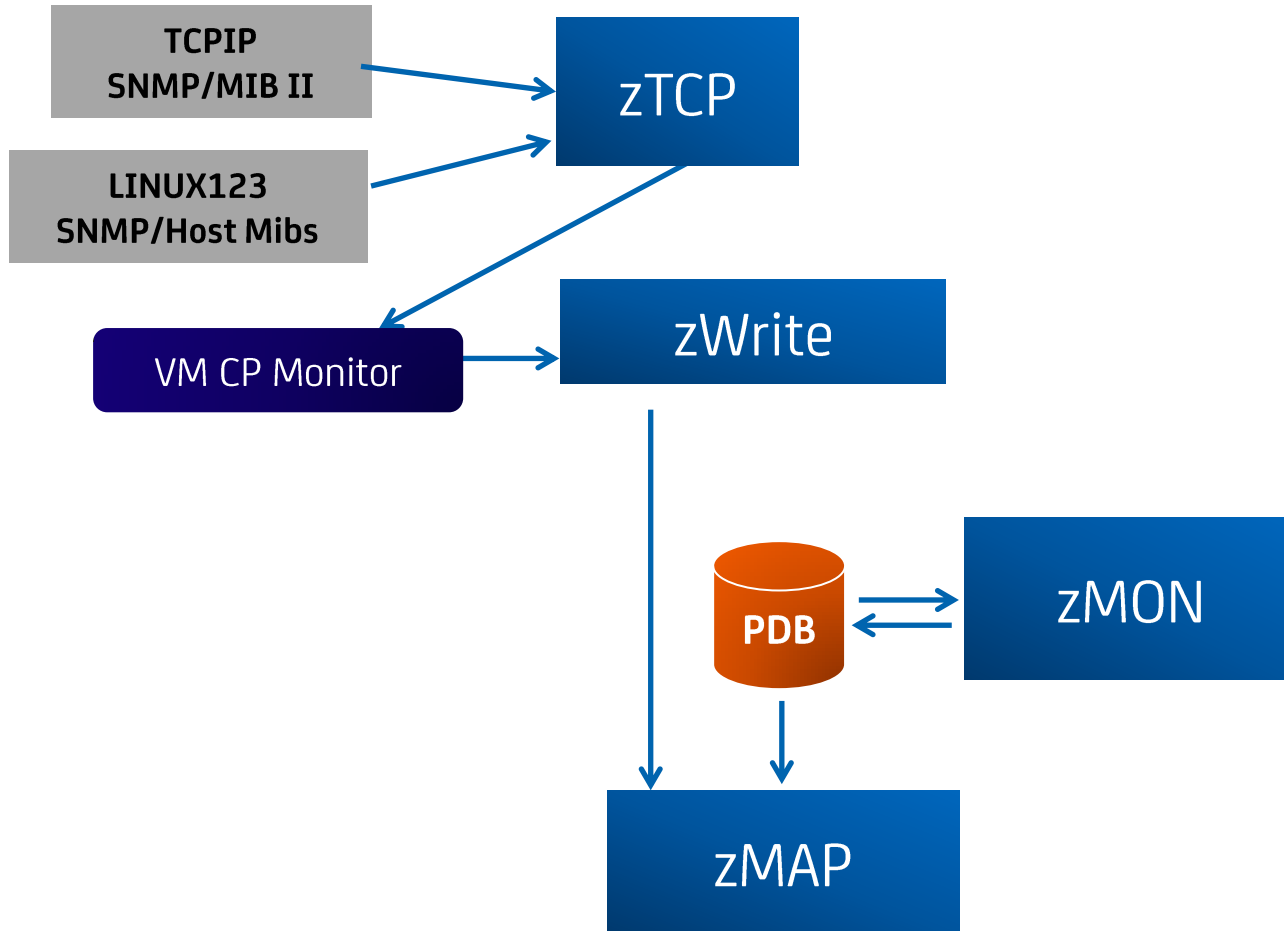 TCPIP
SNMP/MIB II
zTCP
LINUX123
SNMP/Host Mibs
zWrite
VM CP Monitor
zMON
PDB
zMAP